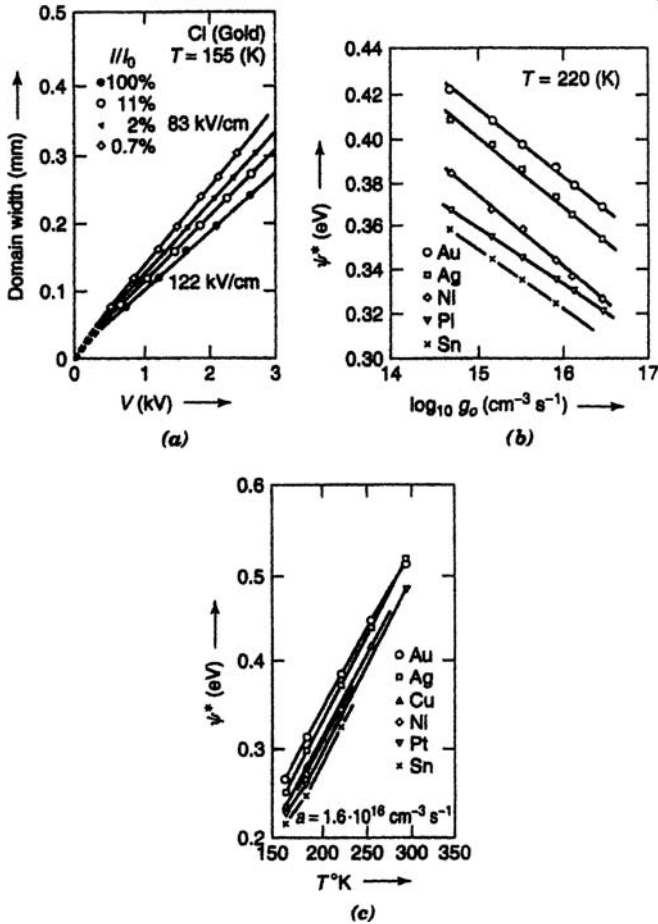 0.5
0.4
0.3
0.2
0.1
0
0 1 2 3
Domain width (mm)
V (kV)
CI (Gold)
T = 155 (K)
I/I0
100%
11%
2%
0.7%
83 kV/cm
122 kV/cm
(a)
0.44
0.42
0.40
0.38
0.36
0.34
0.32
0.30
ψ* (eV)
T = 220 (K)
Au
Ag
NI
PI
Sn
14 15 16 17
log10 go (cm−3 s−1)
(b)
0.6
0.5
0.4
0.3
0.2
ψ* (eV)
Au
Ag
Cu
NI
Pt
Sn
a = 1.6·10^16 cm−3 s−1
150 200 250 300 350
T°K
(c)